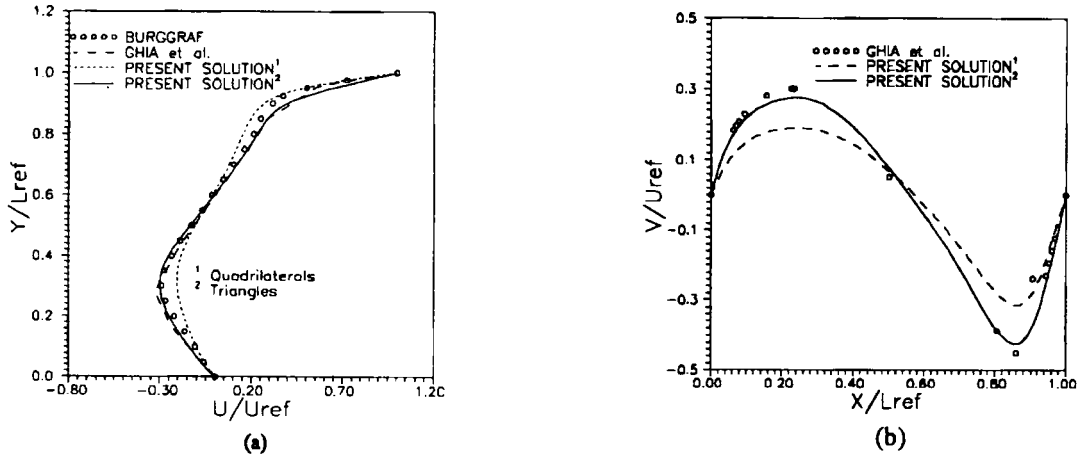 (a)
Y/Lref
1.2
1.0
0.8
0.6
0.4
0.2
0.0
BURGGRAF
GHIA et al.
PRESENT SOLUTION¹
PRESENT SOLUTION²
¹ Quadrilaterals
² Triangles
-0.80
-0.30
0.20
0.70
1.20
U/Uref
(a)
V/Uref
0.5
0.3
0.1
-0.1
-0.3
-0.5
GHIA et al.
PRESENT SOLUTION¹
PRESENT SOLUTION²
0.00
0.20
0.40
0.60
0.80
1.00
X/Lref
(b)